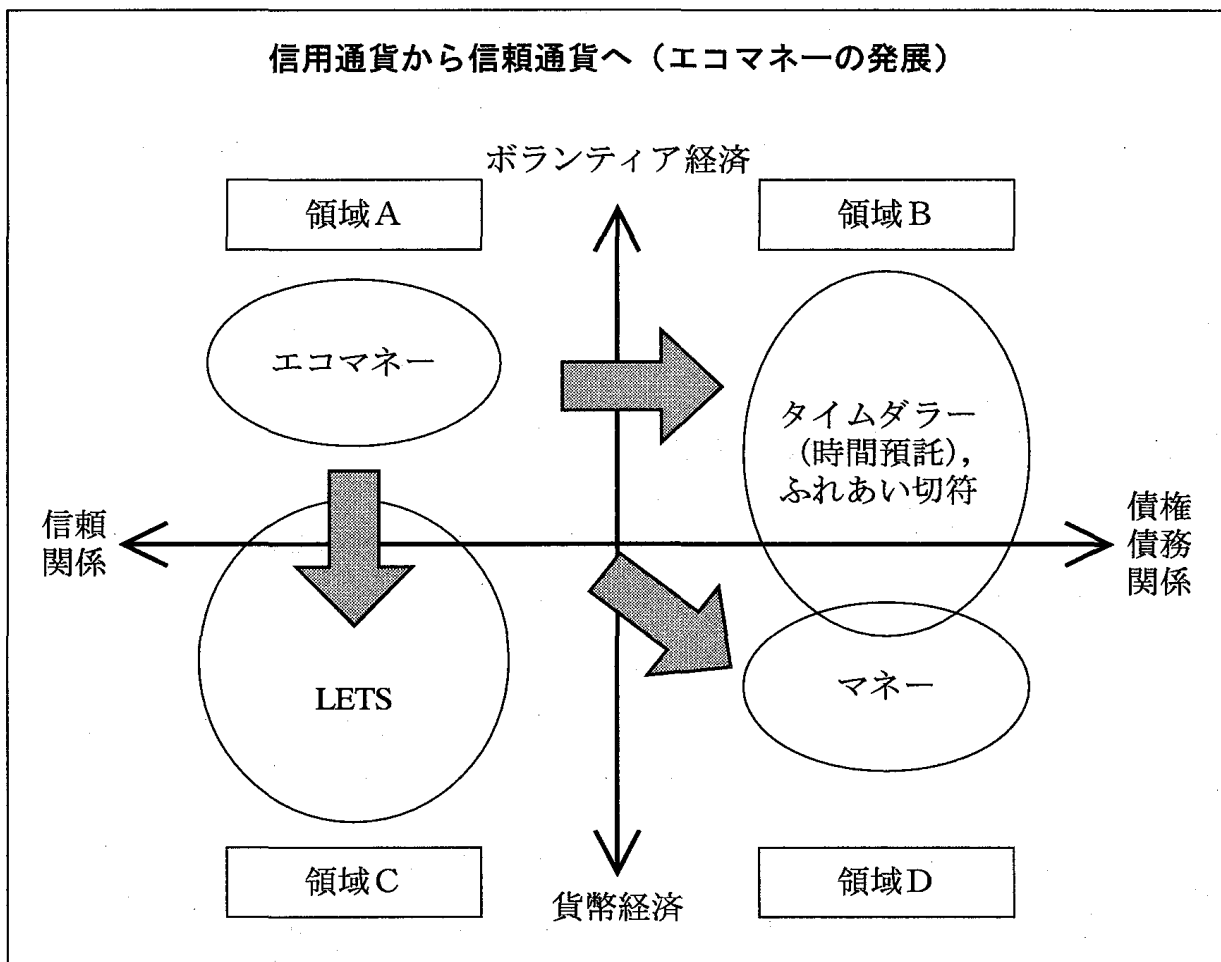 信用通貨から信頼通貨へ(エコマネーの発展)
ボランティア経済
領域A
領域B
エコマネー
タイムダラー
(時間預託),
ふれあい切符
信頼
関係
債権
債務
関係
LETS
マネー
領域C
領域D
貨幣経済